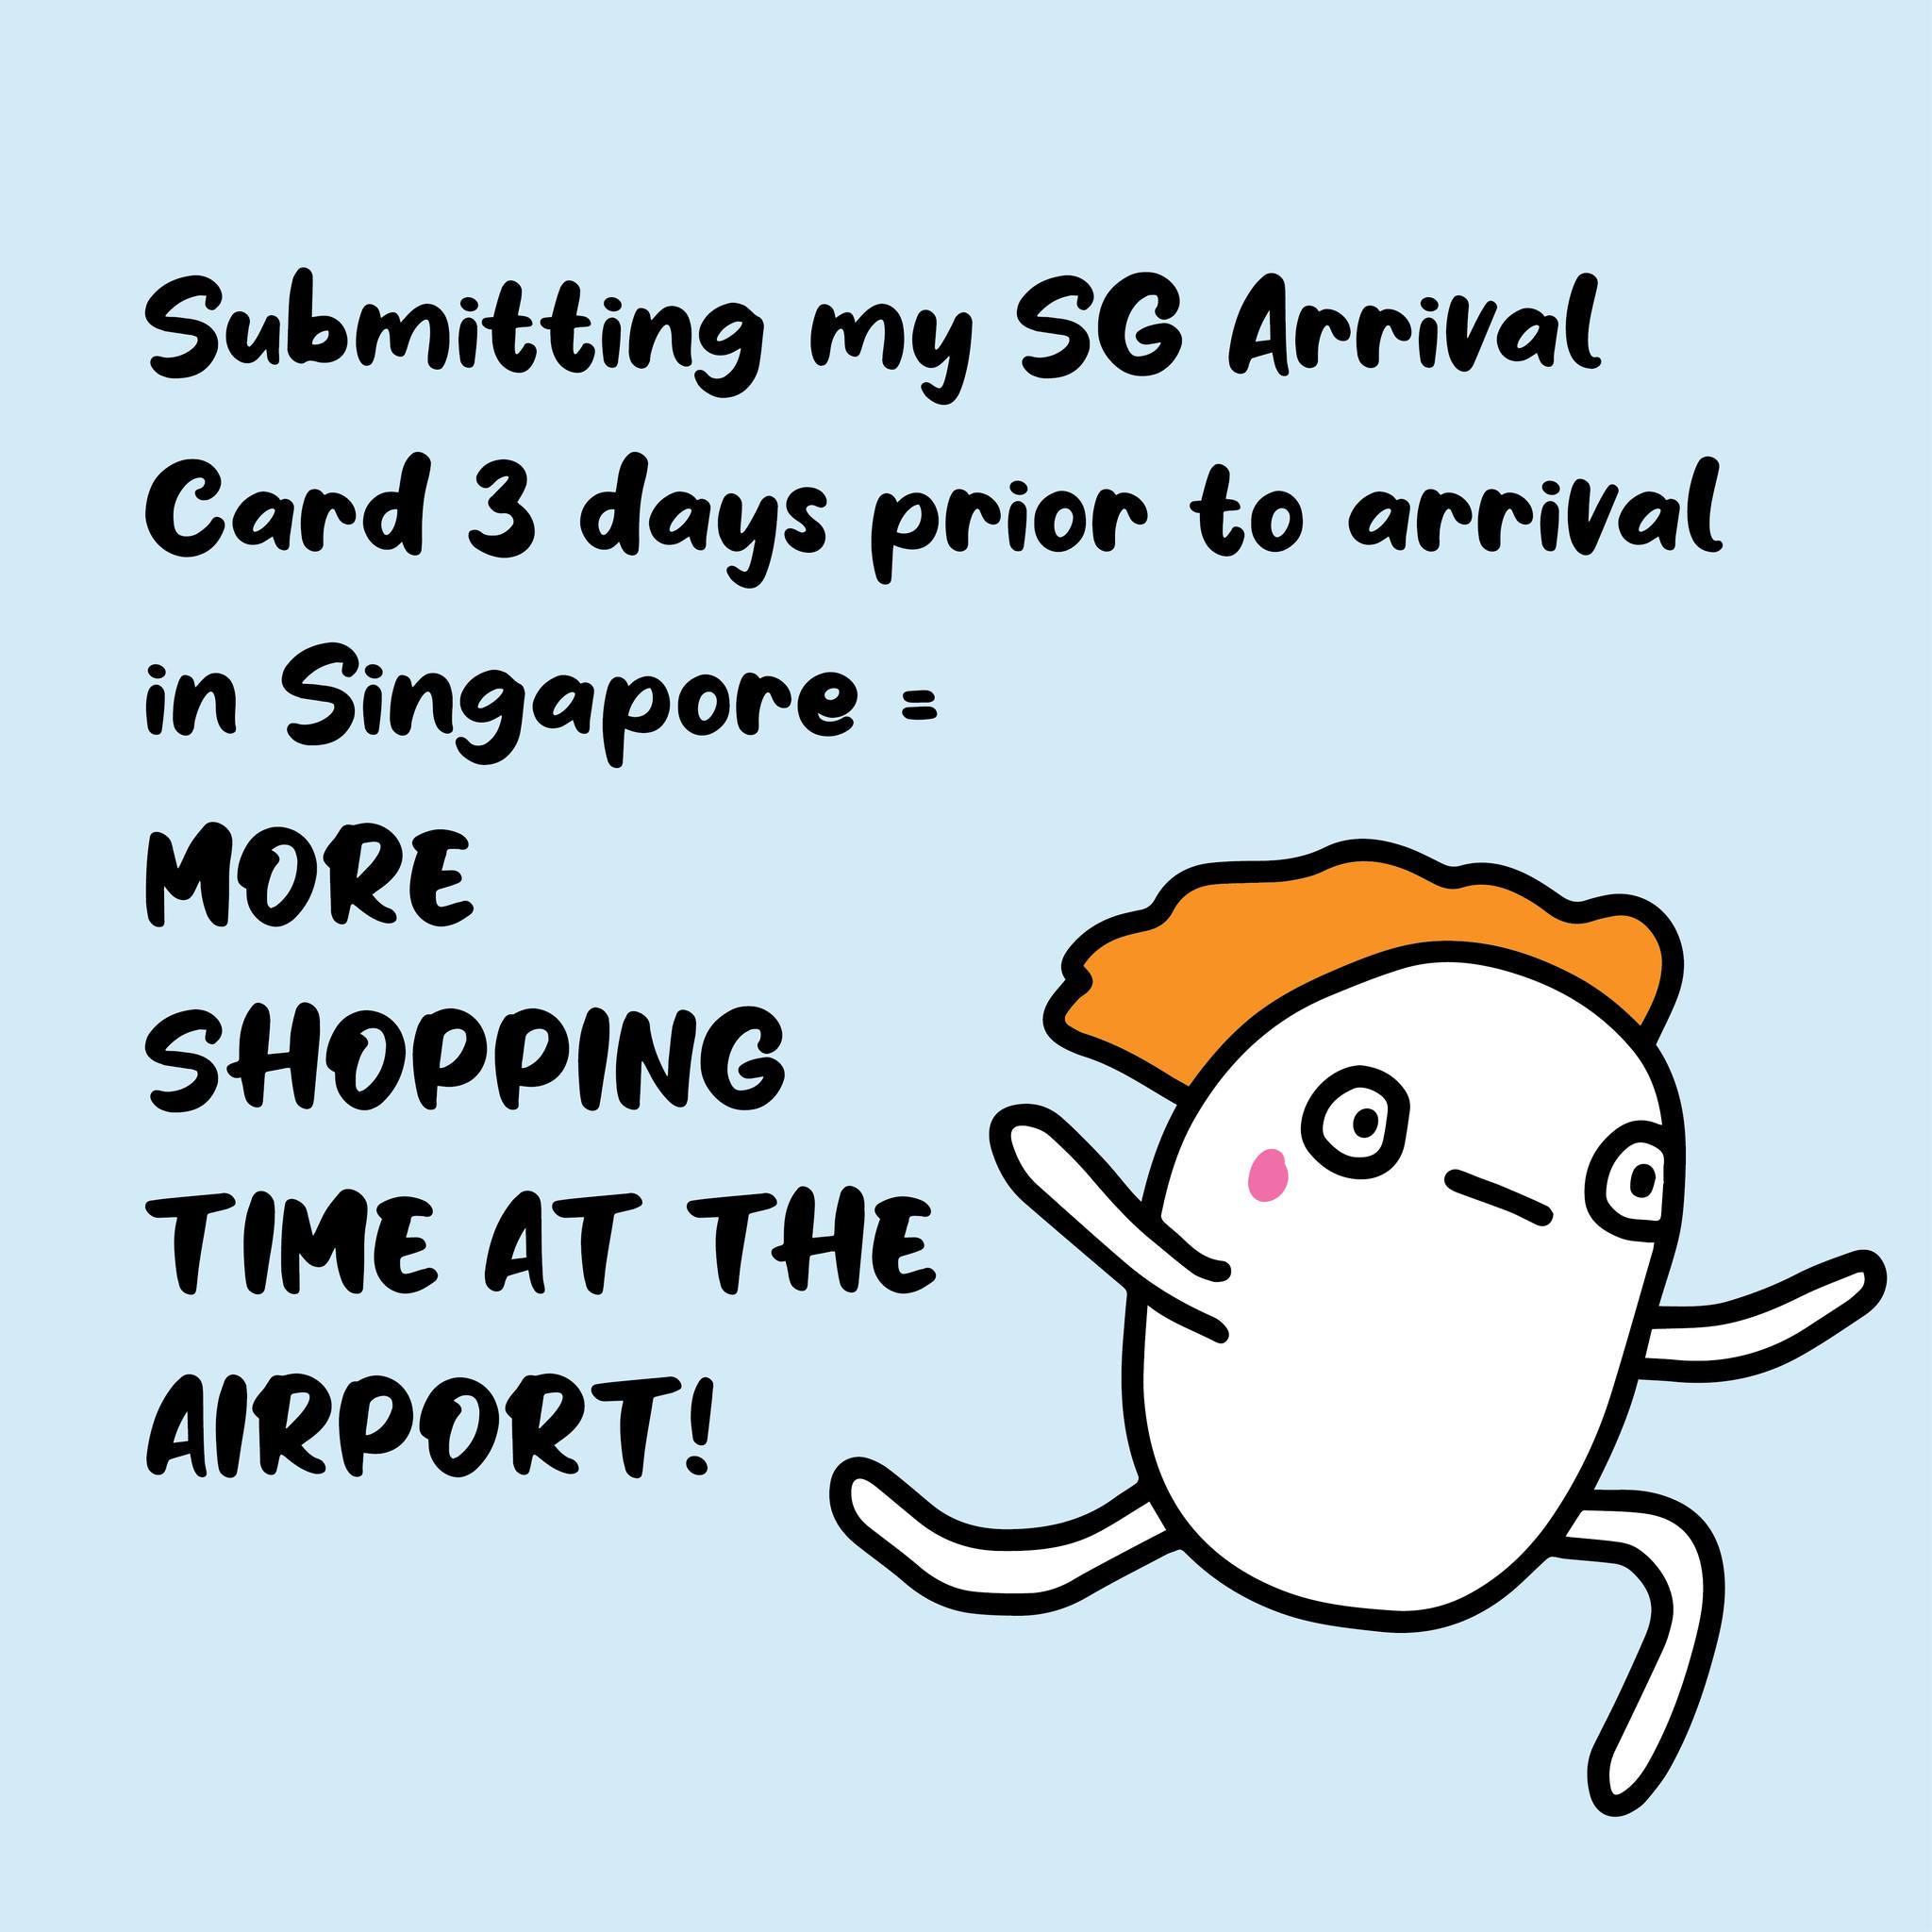 Submitting my SG Arrival
Card 3 days prior to arrival
in Singapore =
MORE
SHOPPING
TIME AT THE
AIRPORT!